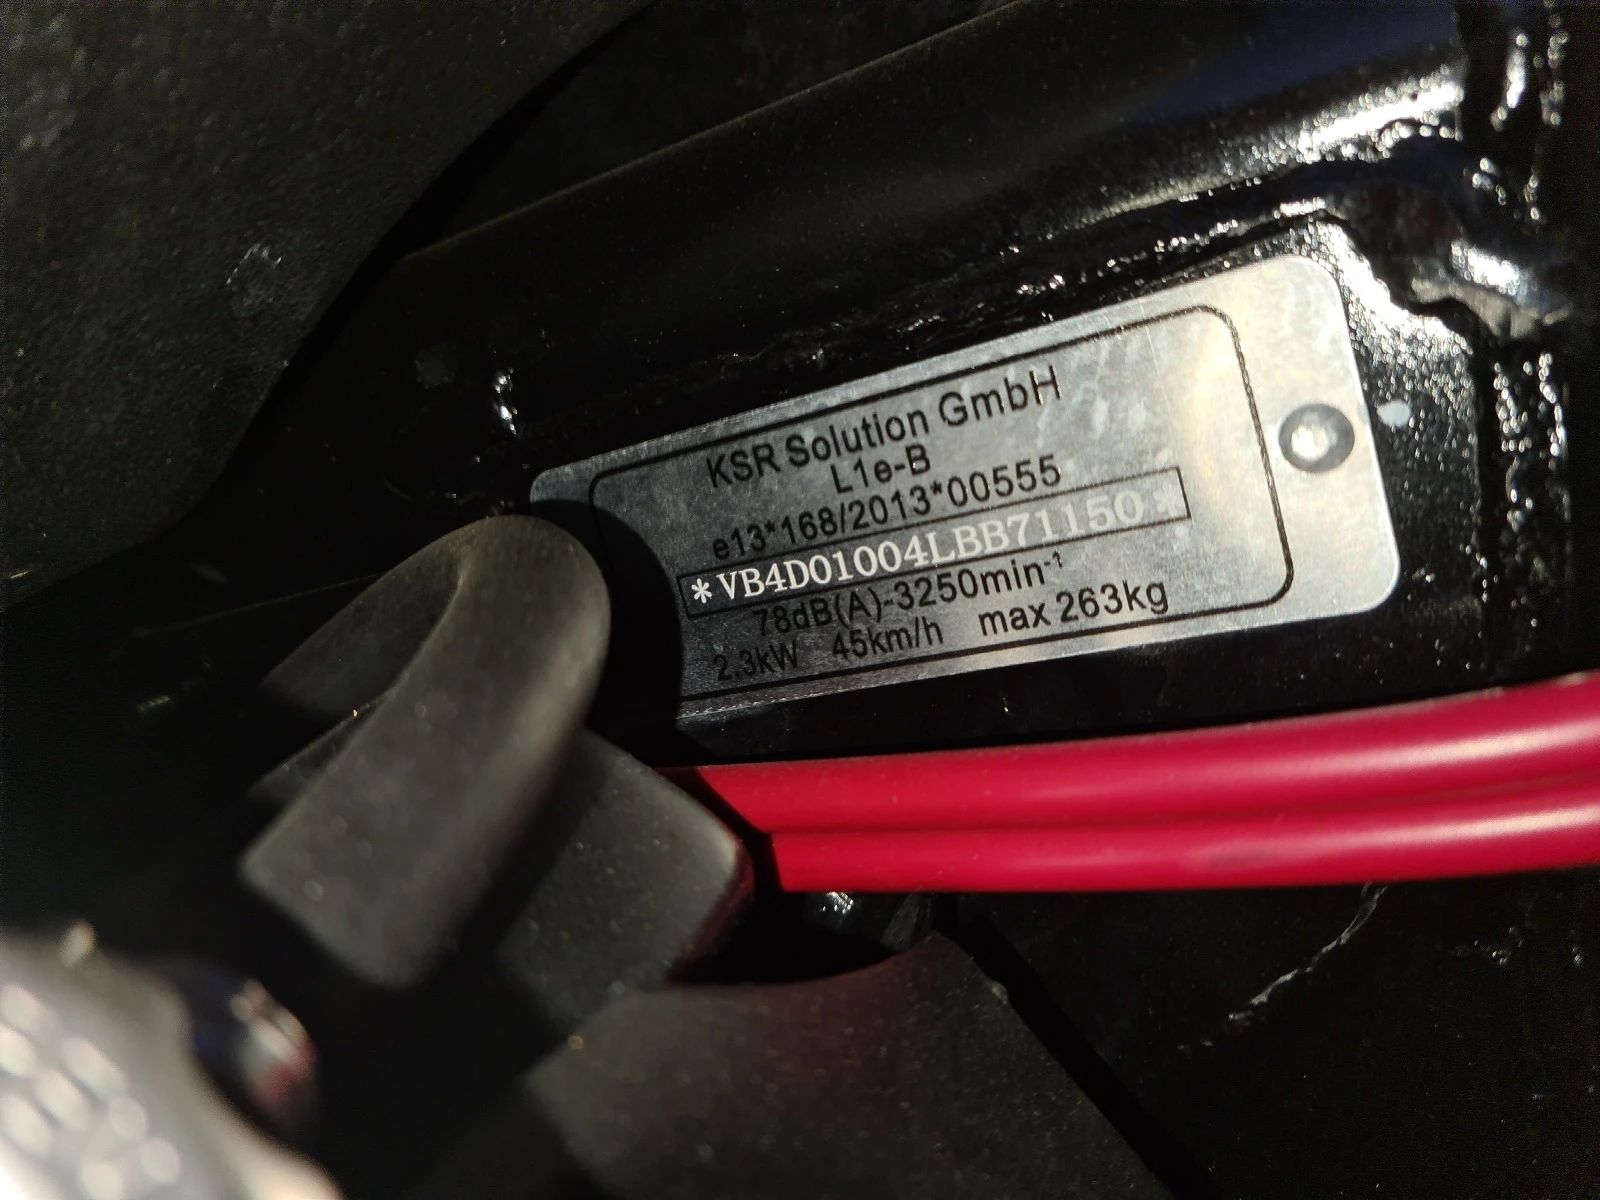 KSR Solution GmbH
L1e-B
e13*168/2013*00555
*VB4D01004LBB71150*
78dB(A)-3250min⁻¹
2.3kW 45km/h max 263kg